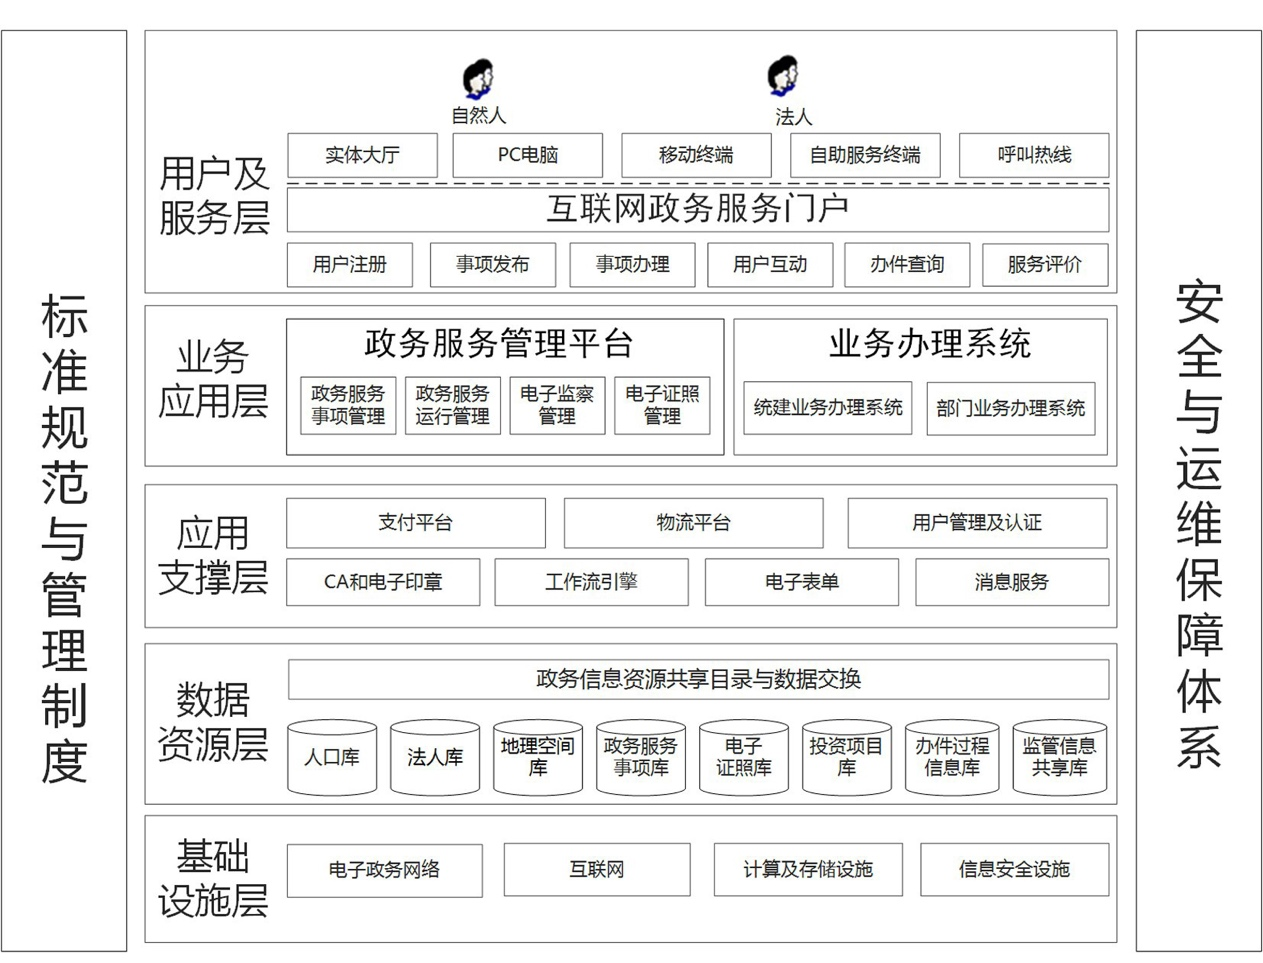 标准规范与管理制度
自然人
法人
用户及
服务层
实体大厅
PC电脑
移动终端
自助服务终端
呼叫热线
互联网政务服务门户
用户注册
事项发布
事项办理
用户互动
办件查询
服务评价
业务
应用层
政务服务管理平台
政务服务
事项管理
政务服务
运行管理
电子监察
管理
电子证照
管理
业务办理系统
统建业务办理系统
部门业务办理系统
应用
支撑层
支付平台
物流平台
用户管理及认证
CA和电子印章
工作流引擎
电子表单
消息服务
数据
资源层
政务信息资源共享目录与数据交换
人口库
法人库
地理空间
库
政务服务
事项库
电子
证照库
投资项目
库
办件过程
信息库
监管信息
共享库
基础
设施层
电子政务网络
互联网
计算及存储设施
信息安全设施
安全与运维保障体系